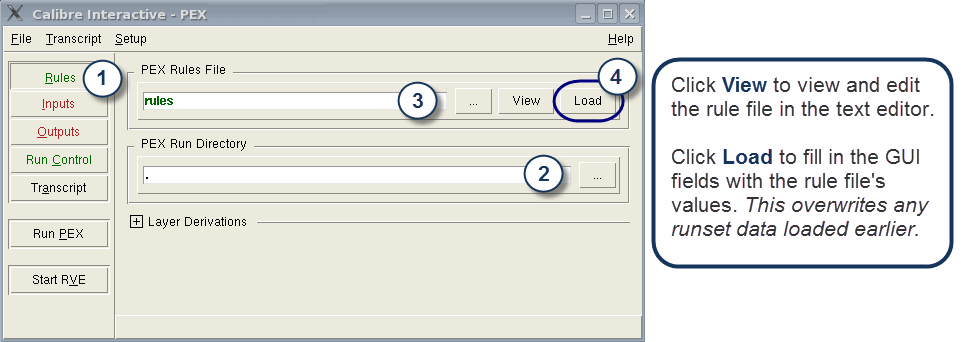 Calibre Interactive - PEX
File Transcript Setup Help
Rules
1
Inputs
Outputs
Run Control
Transcript
Run PEX
Start RVE
PEX Rules File
4
rules
3
...
View
Load
PEX Run Directory
.
2
...
Layer Derivations
Click View to view and edit
the rule file in the text editor.
Click Load to fill in the GUI
fields with the rule file's
values. This overwrites any
runset data loaded earlier.